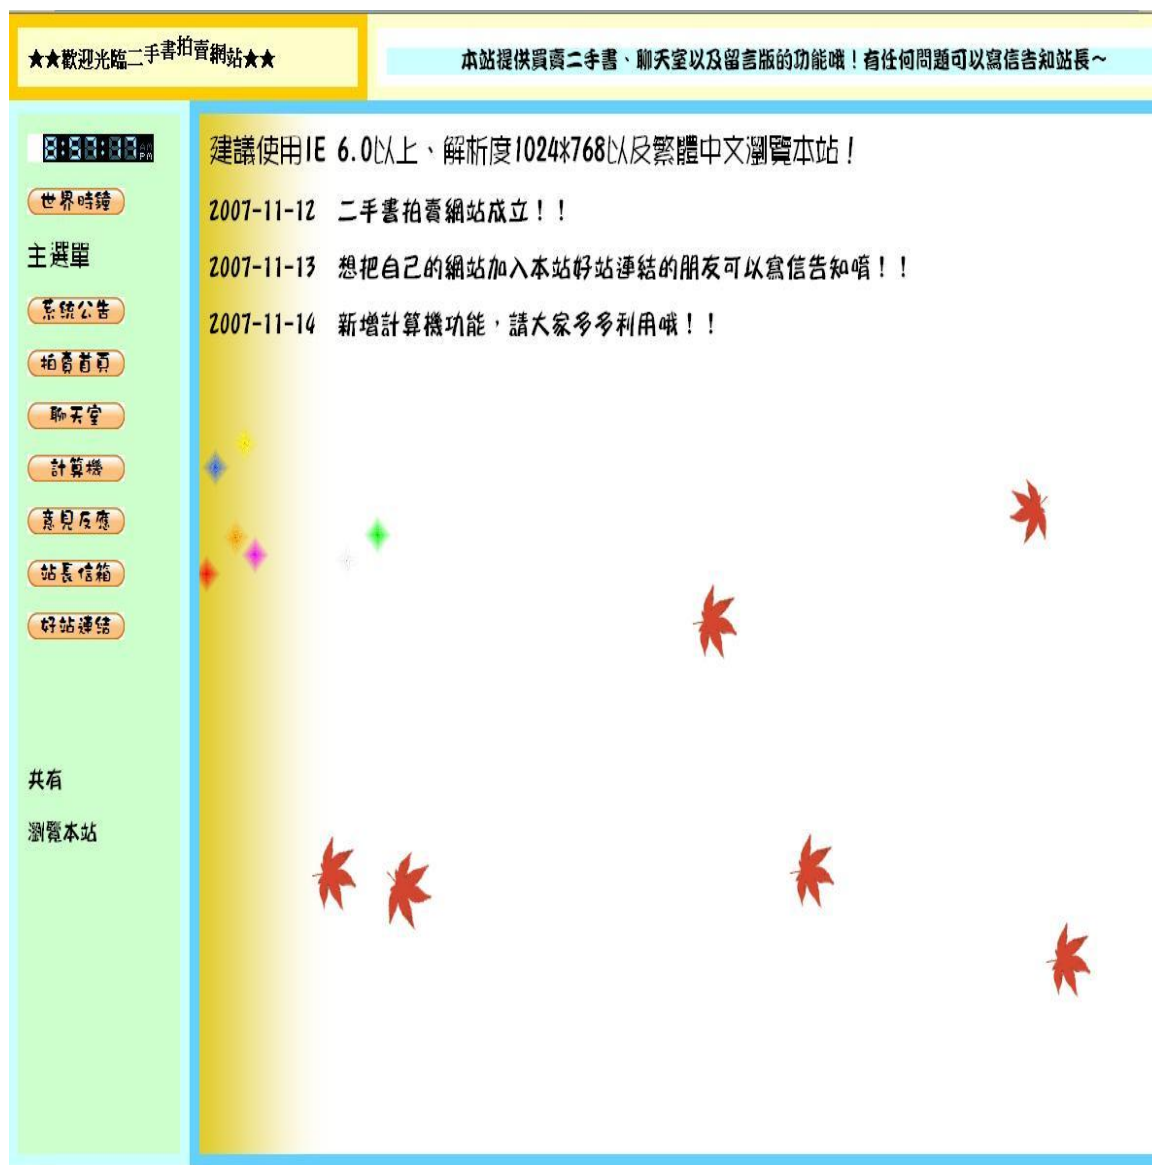 ★★歡迎光臨二手書拍賣網站★★
本站提供買賣二手書、聊天室以及留言版的功能哦！有任何問題可以寫信告知站長～
PM
世界時鐘
主選單
系統公告
拍賣首頁
聊天室
計算機
意見反應
站長信箱
好站連結
共有
瀏覽本站
建議使用IE 6.0以上、解析度1024*768以及繁體中文瀏覽本站！
2007-11-12 二手書拍賣網站成立！！
2007-11-13 想把自己的網站加入本站好站連結的朋友可以寫信告知唷！！
2007-11-14 新增計算機功能，請大家多多利用哦！！